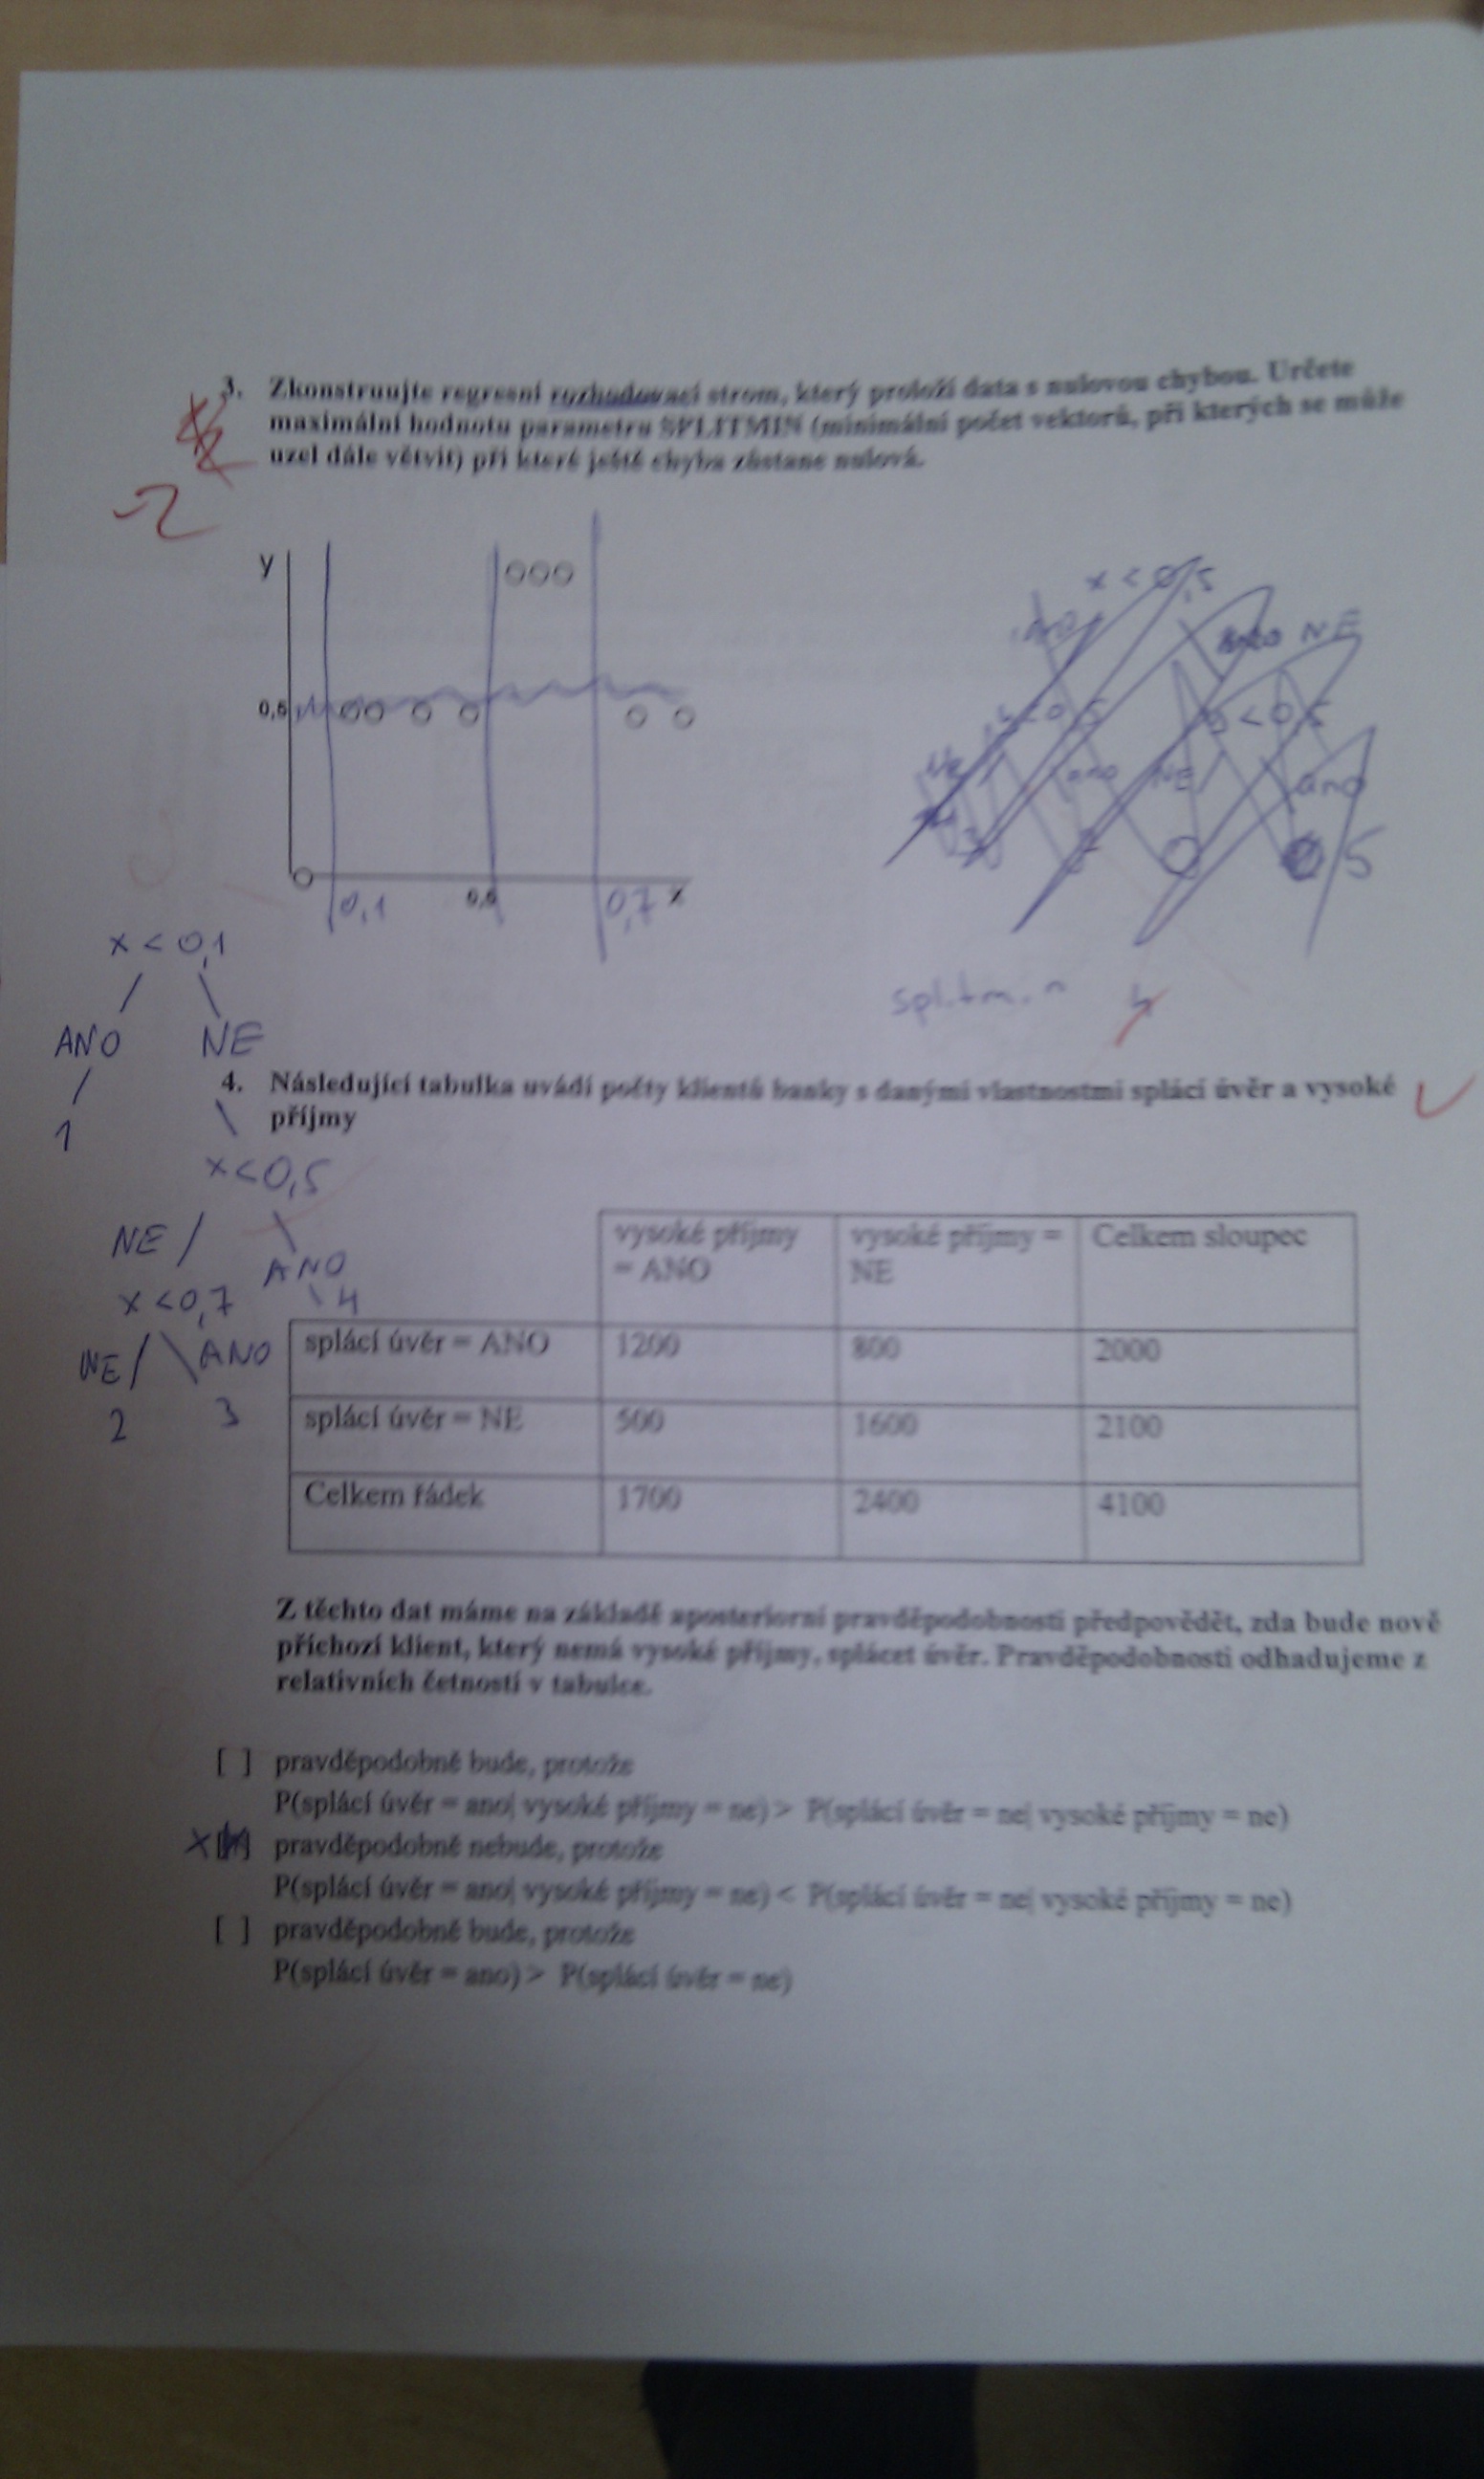 3. Zkonstruujte regresní rozhodovací strom, který proloží data s nulovou chybou. Určete
maximální hodnotu parametru SPLITMIN (minimální počet vektorů, při kterých se může
uzel dále větvit) při které ještě chyba zůstane nulová.
-2
y
0,5
0,1
0,5
0,7 x
x < 0,5
NE
< 0,5
ano NE ano
5
splitmin 4
x < 0,1
ANO NE
1
x<0,5
NE ANO
4
x<0,7
NE ANO
2 3
4. Následující tabulka uvádí počty klientů banky s danými vlastnostmi splácí úvěr a vysoké
příjmy
vysoké příjmy = ANO vysoké příjmy = NE Celkem sloupec
splácí úvěr = ANO 1200 800 2000
splácí úvěr = NE 500 1600 2100
Celkem řádek 1700 2400 4100
Z těchto dat máme na základě aposteriorní pravděpodobnosti předpovědět, zda bude nově
příchozí klient, který nemá vysoké příjmy, splácet úvěr. Pravděpodobnosti odhadujeme z
relativních četností v tabulce.
[ ] pravděpodobně bude, protože
P(splácí úvěr = ano| vysoké příjmy = ne) > P(splácí úvěr = ne| vysoké příjmy = ne)
x [ ] pravděpodobně nebude, protože
P(splácí úvěr = ano| vysoké příjmy = ne) < P(splácí úvěr = ne| vysoké příjmy = ne)
[ ] pravděpodobně bude, protože
P(splácí úvěr = ano) > P(splácí úvěr = ne)